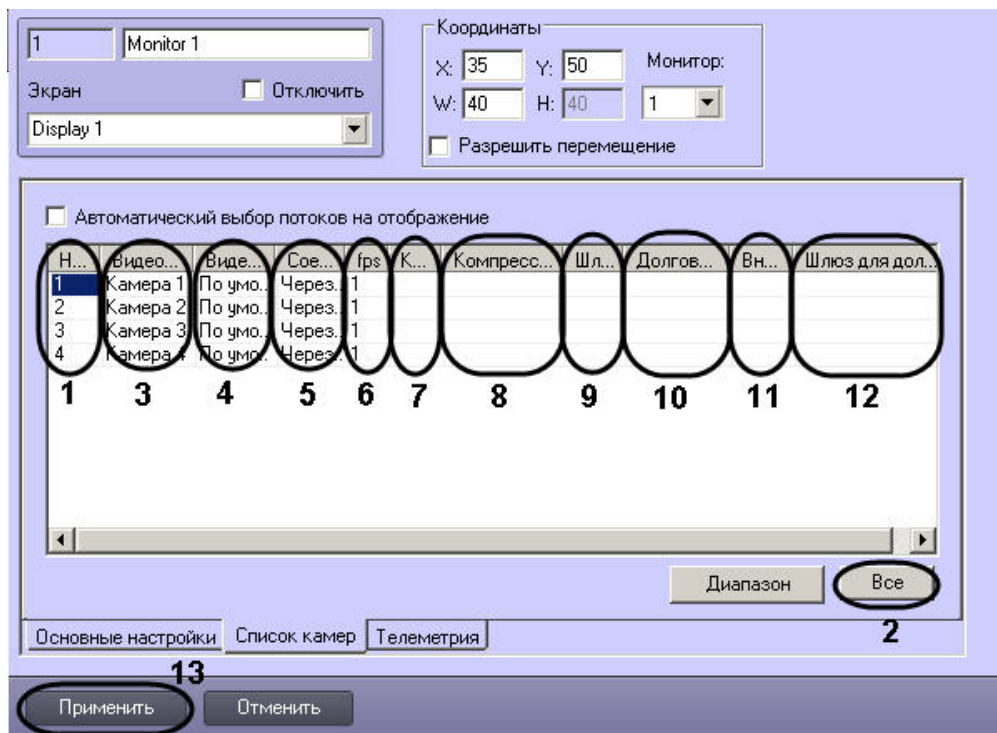 Координаты
1 Monitor 1
X: 35 Y: 50 Монитор:
Экран Отключить
W: 40 H: 40 1
Display 1
Разрешить перемещение
Автоматический выбор потоков на отображение
Н... Видео... Виде... Сое... fps К... Компресс... Шл... Долгов... Вн... Шлюз для дол...
1 Камера 1 По умо.. Через.. 1
2 Камера 2 По умо.. Через.. 1
3 Камера 3 По умо.. Через.. 1
4 Камера 4 По умо.. Через.. 1
1 3 4 5 6 7 8 9 10 11 12
Диапазон Все
2
Основные настройки Список камер Телеметрия
13
Применить Отменить